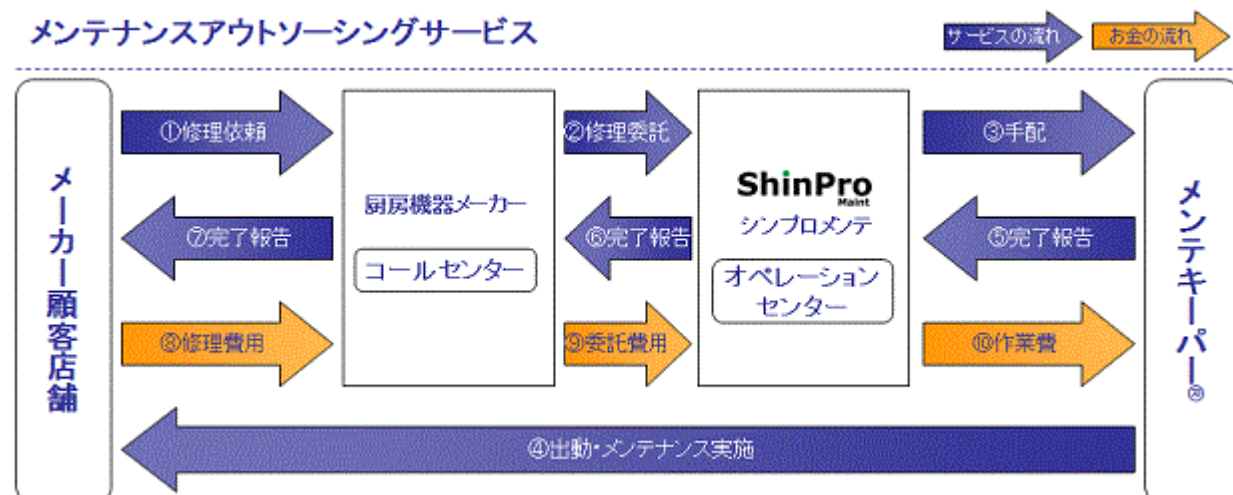 メンテナンスアウトソーシングサービス
サービスの流れ
お金の流れ
メーカー顧客店舗
①修理依頼
⑦完了報告
⑧修理費用
厨房機器メーカー
コールセンター
②修理委託
⑥完了報告
⑨委託費用
ShinPro
Maint
シンプロメンテ
オペレーション
センター
③手配
⑤完了報告
⑩作業費
④出動・メンテナンス実施
メンテキーパー®